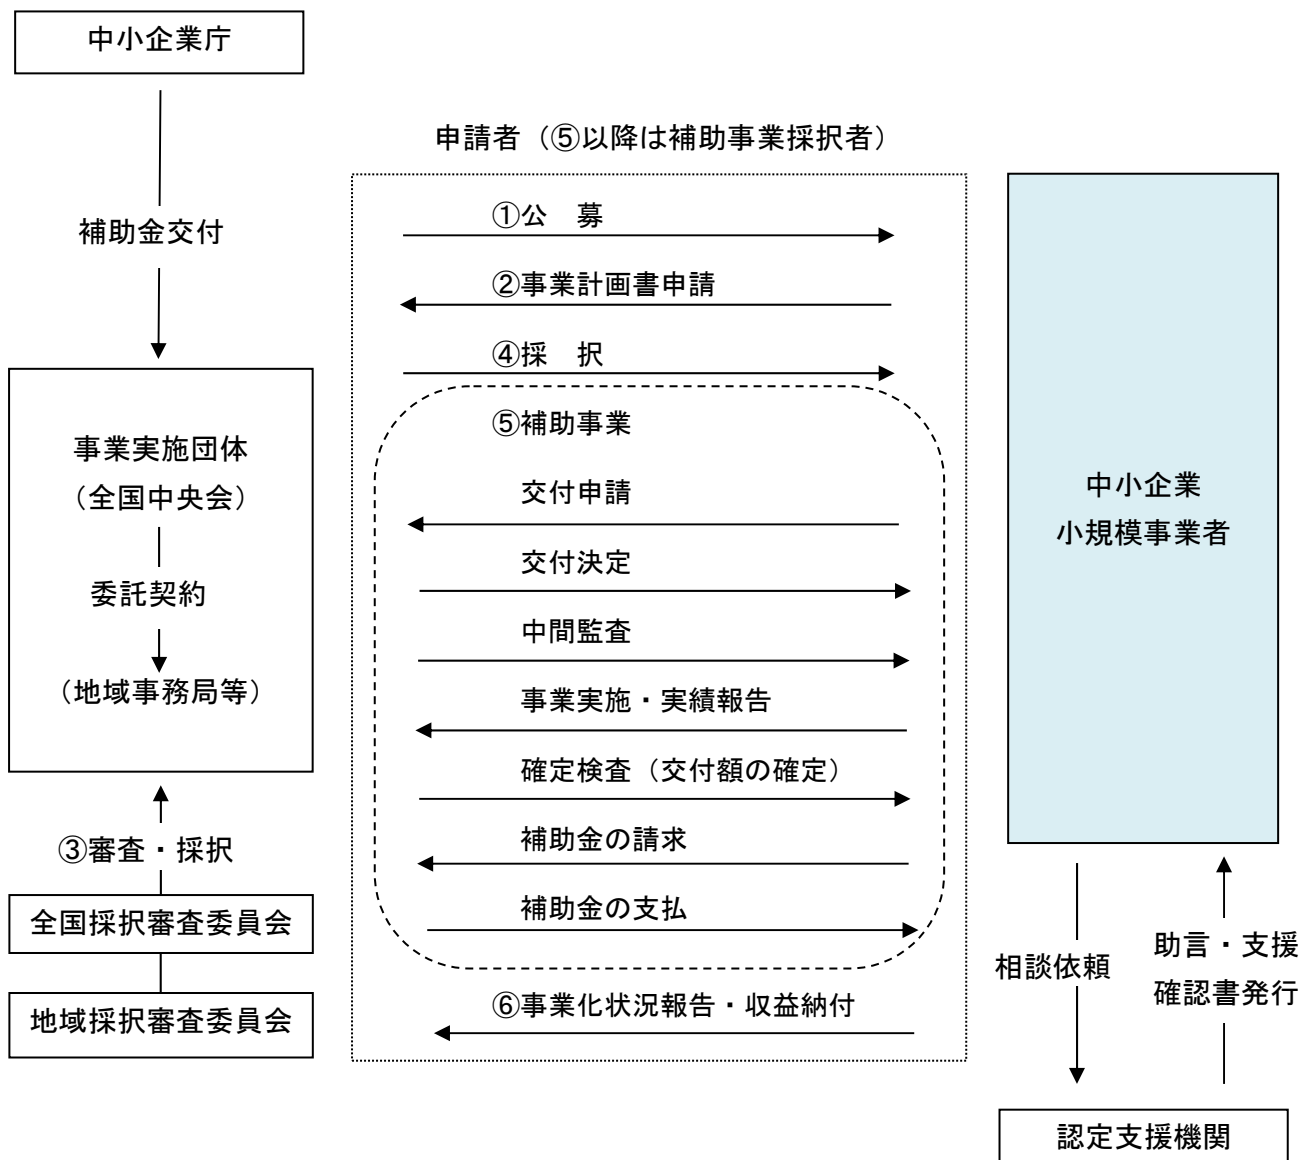 中小企業庁
補助金交付
申請者（⑤以降は補助事業採択者）
①公　募
②事業計画書申請
④採　択
⑤補助事業
交付申請
交付決定
中間監査
事業実施・実績報告
確定検査（交付額の確定）
補助金の請求
補助金の支払
⑥事業化状況報告・収益納付
事業実施団体
（全国中央会）
委託契約
（地域事務局等）
③審査・採択
全国採択審査委員会
地域採択審査委員会
中小企業
小規模事業者
相談依頼
助言・支援
確認書発行
認定支援機関